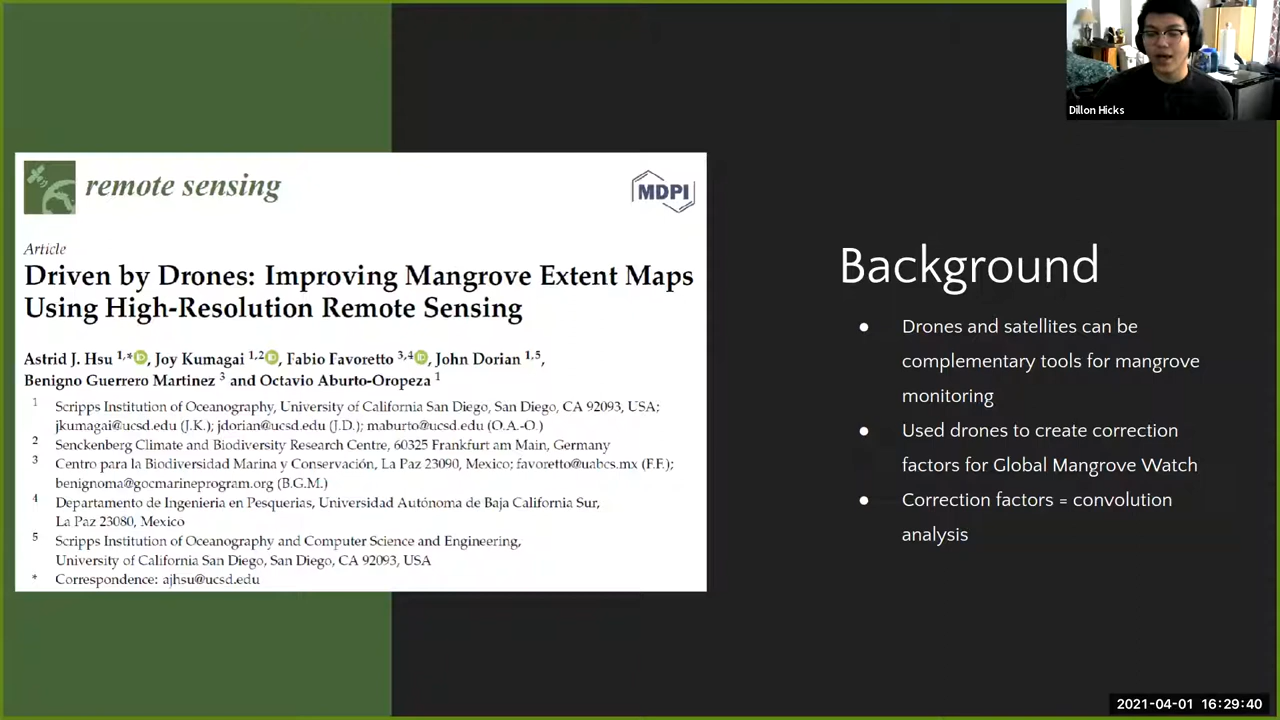 Dillon Hicks
remote sensing
MDPI
Article
Driven by Drones: Improving Mangrove Extent Maps
Using High-Resolution Remote Sensing
Astrid J. Hsu 1,*, Joy Kumagai 1,2, Fabio Favoretto 3,4, John Dorian 1,5,
Benigno Guerrero Martinez 3 and Octavio Aburto-Oropeza 1
1 Scripps Institution of Oceanography, University of California San Diego, San Diego, CA 92093, USA;
jkumagai@ucsd.edu (J.K.); jdorian@ucsd.edu (J.D.); maburto@ucsd.edu (O.A.-O.)
2 Senckenberg Climate and Biodiversity Research Centre, 60325 Frankfurt am Main, Germany
3 Centro para la Biodiversidad Marina y Conservación, La Paz 23090, Mexico; favoretto@uabcs.mx (F.F.);
benignoma@gocmarineprogram.org (B.G.M.)
4 Departamento de Ingenieria en Pesquerias, Universidad Autónoma de Baja California Sur,
La Paz 23080, Mexico
5 Scripps Institution of Oceanography and Computer Science and Engineering,
University of California San Diego, San Diego, CA 92093, USA
* Correspondence: ajhsu@ucsd.edu
Background
● Drones and satellites can be
complementary tools for mangrove
monitoring
● Used drones to create correction
factors for Global Mangrove Watch
● Correction factors = convolution
analysis
2021-04-01 16:29:40